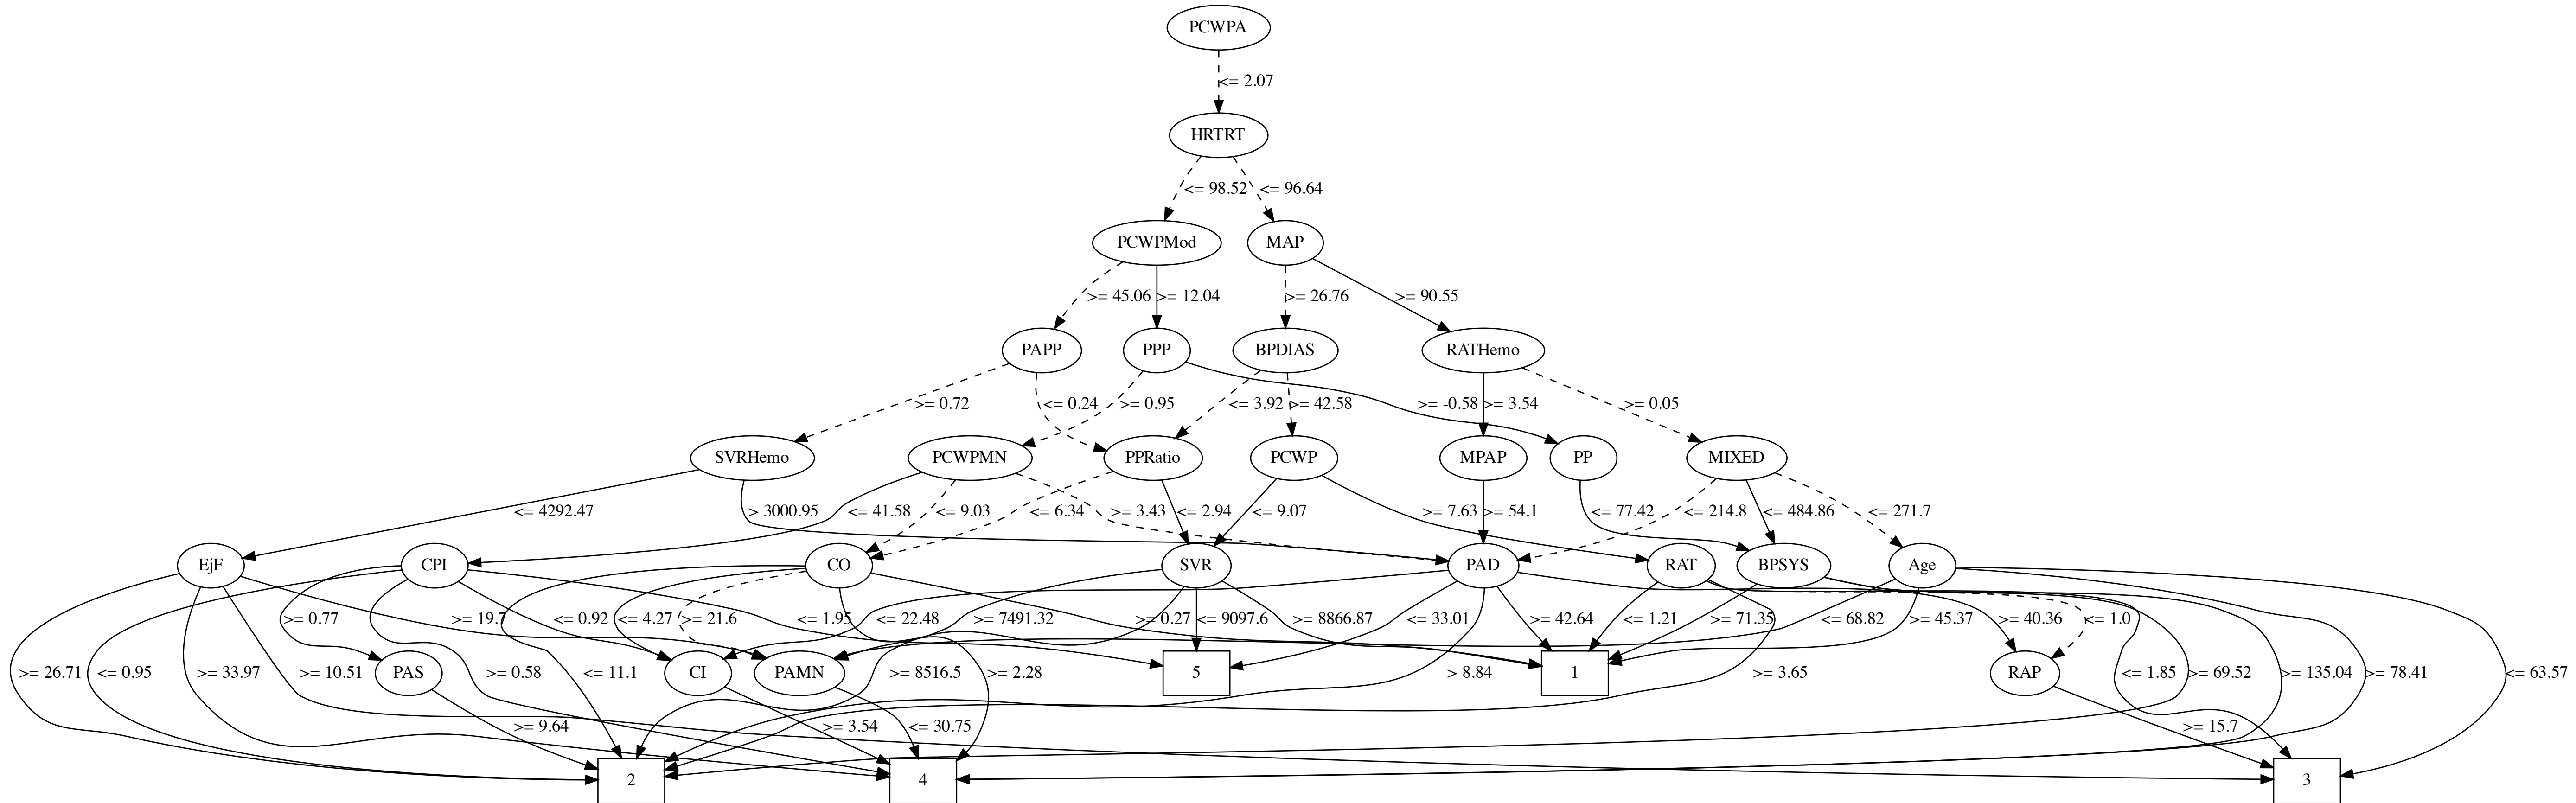 PCWPA
<= 2.07
HRTRT
<= 98.52 <= 96.64
PCWPMod MAP
>= 45.06 >= 12.04 >= 26.76 >= 90.55
PAPP PPP BPDIAS RATHemo
>= 0.72 <= 0.24 >= 0.95 <= 3.92 >= 42.58 >= -0.58 >= 3.54 >= 0.05
SVRHemo PCWPMN PPRatio PCWP MPAP PP MIXED
<= 4292.47 > 3000.95 <= 41.58 <= 9.03 >= 3.43 <= 6.34 <= 2.94 <= 9.07 >= 7.63 >= 54.1 <= 77.42 <= 214.8 <= 484.86 <= 271.7
EjF CPI CO SVR PAD RAT BPSYS Age
>= 0.77 >= 19.7 <= 0.92 <= 4.27 >= 21.6 <= 1.95 <= 22.48 >= 7491.32 >= 0.27 <= 9097.6 >= 8866.87 <= 33.01 >= 42.64 <= 1.21 >= 71.35 <= 68.82 >= 45.37 >= 40.36 <= 1.0
PAS CI PAMN 5 1 RAP
>= 26.71 <= 0.95 >= 33.97 >= 10.51 >= 0.58 <= 11.1 >= 8516.5 >= 2.28 > 8.84 >= 3.65 <= 1.85 >= 69.52 >= 135.04 >= 78.41 <= 63.57
>= 9.64 >= 3.54 <= 30.75 >= 15.7
2 4 3